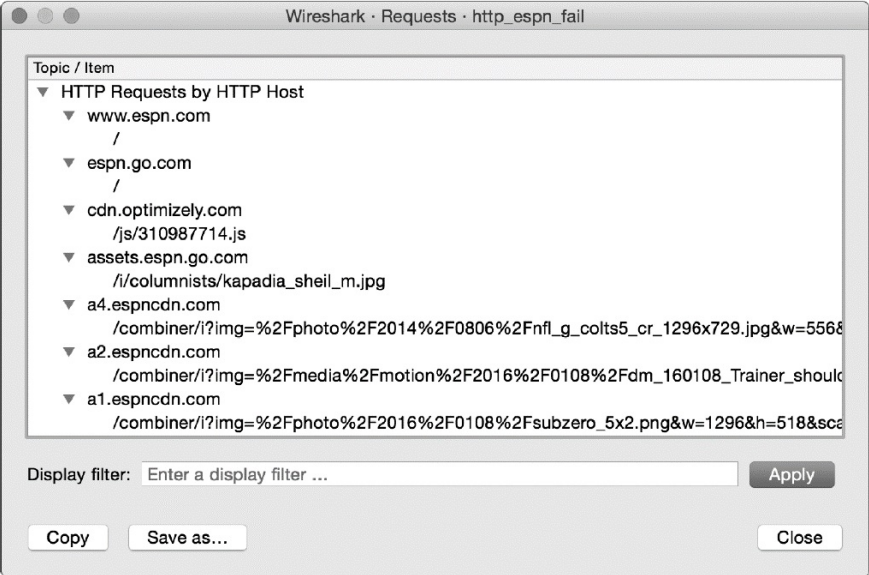 Wireshark · Requests · http_espn_fail
Topic / Item
HTTP Requests by HTTP Host
www.espn.com
/
espn.go.com
/
cdn.optimizely.com
/js/310987714.js
assets.espn.go.com
/i/columnists/kapadia_sheil_m.jpg
a4.espncdn.com
/combiner/i?img=%2Fphoto%2F2014%2F0806%2Fnfl_g_colts5_cr_1296x729.jpg&w=556&
a2.espncdn.com
/combiner/i?img=%2Fmedia%2Fmotion%2F2016%2F0108%2Fdm_160108_Trainer_should
a1.espncdn.com
/combiner/i?img=%2Fphoto%2F2016%2F0108%2Fsubzero_5x2.png&w=1296&h=518&sca
Display filter: Enter a display filter ... Apply
Copy Save as... Close